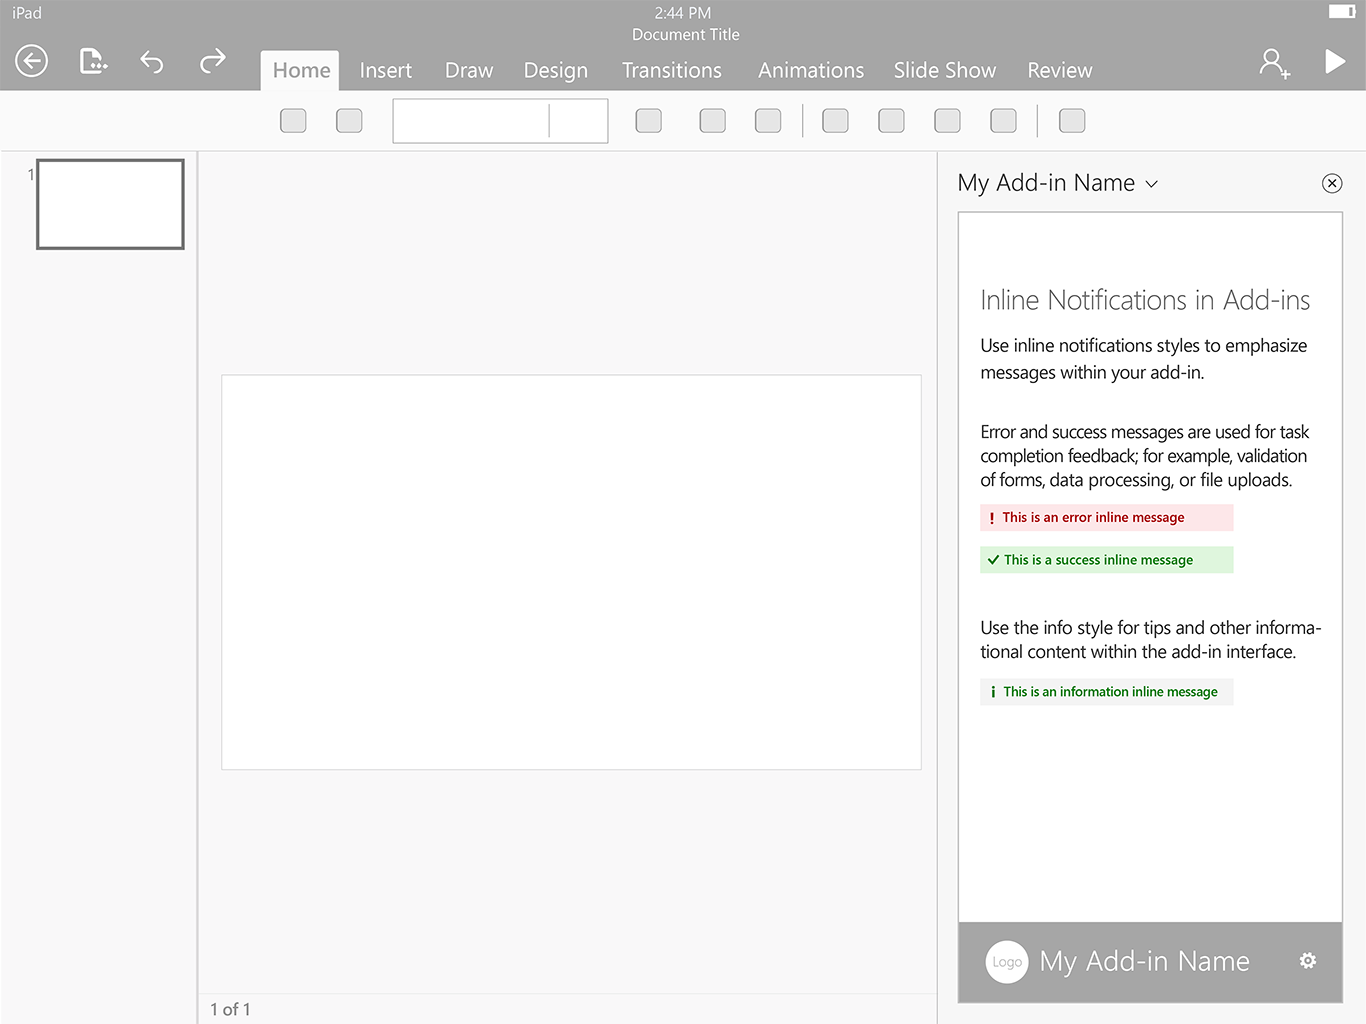 iPad
2:44 PM
Document Title
Home Insert Draw Design Transitions Animations Slide Show Review
1
My Add-in Name
Inline Notifications in Add-ins
Use inline notifications styles to emphasize
messages within your add-in.
Error and success messages are used for task
completion feedback; for example, validation
of forms, data processing, or file uploads.
! This is an error inline message
✓ This is a success inline message
Use the info style for tips and other informa-
tional content within the add-in interface.
i This is an information inline message
Logo My Add-in Name
1 of 1